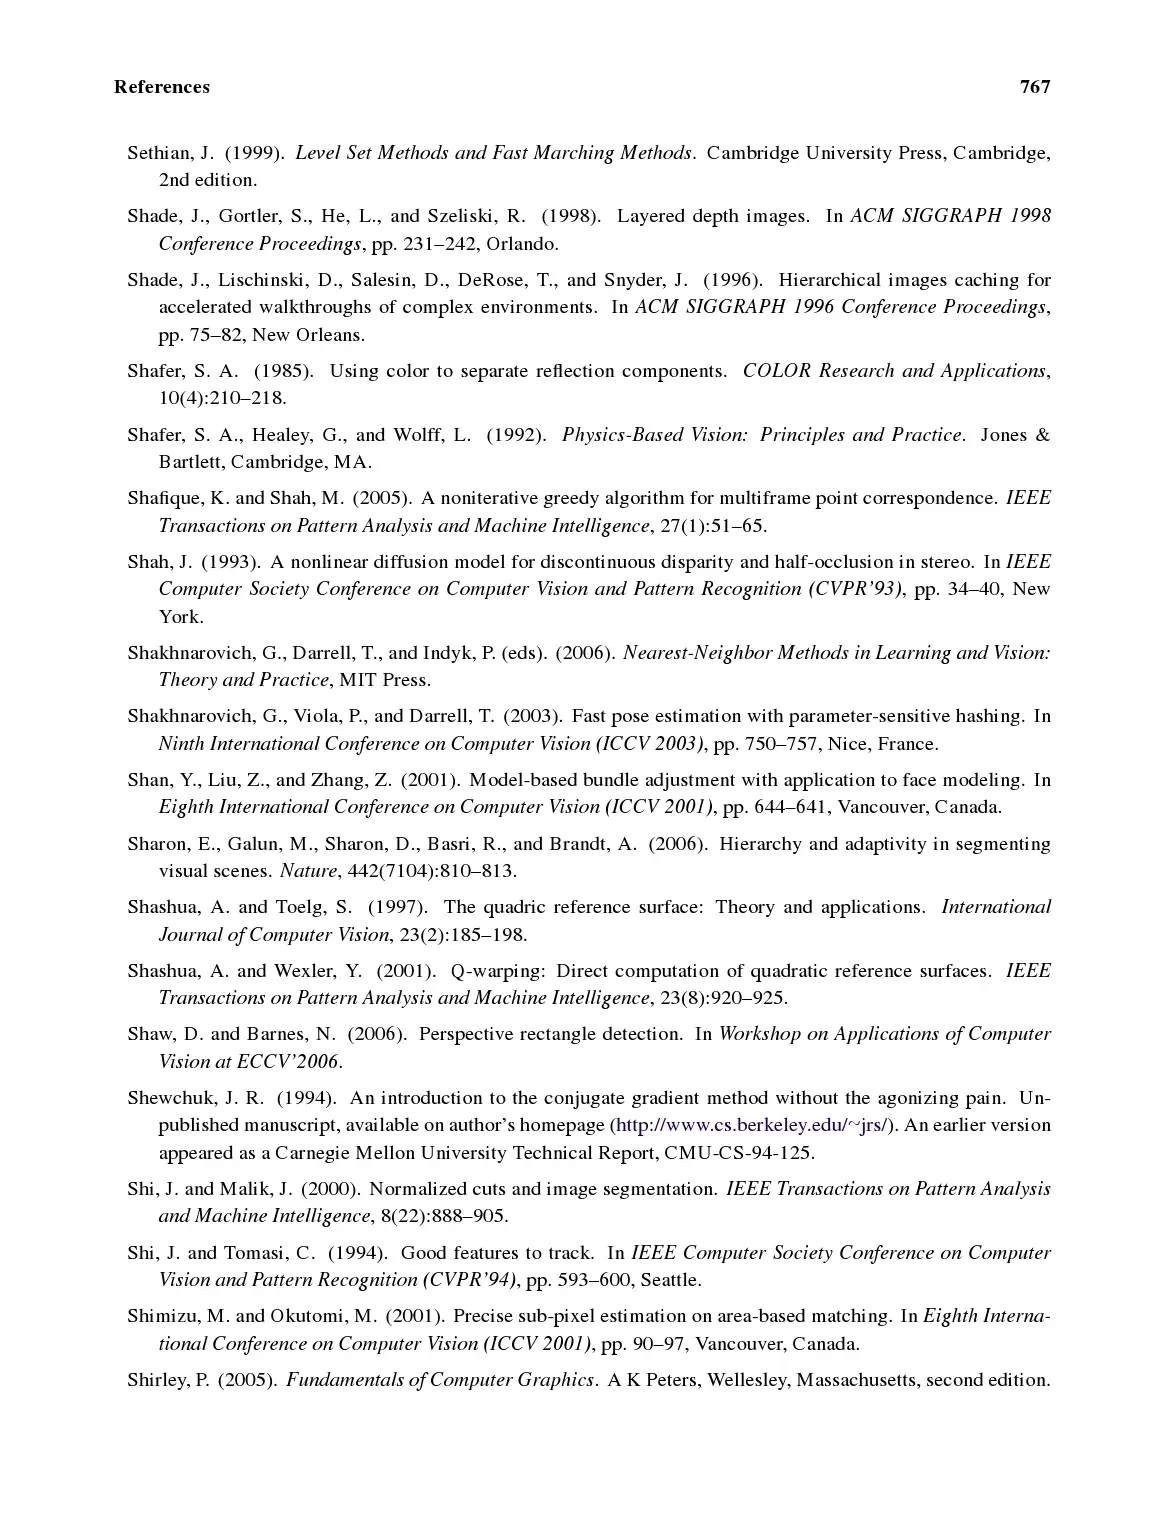 References 767
Sethian, J. (1999). Level Set Methods and Fast Marching Methods. Cambridge University Press, Cambridge,
2nd edition.
Shade, J., Gortler, S., He, L., and Szeliski, R. (1998). Layered depth images. In ACM SIGGRAPH 1998
Conference Proceedings, pp. 231–242, Orlando.
Shade, J., Lischinski, D., Salesin, D., DeRose, T., and Snyder, J. (1996). Hierarchical images caching for
accelerated walkthroughs of complex environments. In ACM SIGGRAPH 1996 Conference Proceedings,
pp. 75–82, New Orleans.
Shafer, S. A. (1985). Using color to separate reflection components. COLOR Research and Applications,
10(4):210–218.
Shafer, S. A., Healey, G., and Wolff, L. (1992). Physics-Based Vision: Principles and Practice. Jones &
Bartlett, Cambridge, MA.
Shafique, K. and Shah, M. (2005). A noniterative greedy algorithm for multiframe point correspondence. IEEE
Transactions on Pattern Analysis and Machine Intelligence, 27(1):51–65.
Shah, J. (1993). A nonlinear diffusion model for discontinuous disparity and half-occlusion in stereo. In IEEE
Computer Society Conference on Computer Vision and Pattern Recognition (CVPR'93), pp. 34–40, New
York.
Shakhnarovich, G., Darrell, T., and Indyk, P. (eds). (2006). Nearest-Neighbor Methods in Learning and Vision:
Theory and Practice, MIT Press.
Shakhnarovich, G., Viola, P., and Darrell, T. (2003). Fast pose estimation with parameter-sensitive hashing. In
Ninth International Conference on Computer Vision (ICCV 2003), pp. 750–757, Nice, France.
Shan, Y., Liu, Z., and Zhang, Z. (2001). Model-based bundle adjustment with application to face modeling. In
Eighth International Conference on Computer Vision (ICCV 2001), pp. 644–641, Vancouver, Canada.
Sharon, E., Galun, M., Sharon, D., Basri, R., and Brandt, A. (2006). Hierarchy and adaptivity in segmenting
visual scenes. Nature, 442(7104):810–813.
Shashua, A. and Toelg, S. (1997). The quadric reference surface: Theory and applications. International
Journal of Computer Vision, 23(2):185–198.
Shashua, A. and Wexler, Y. (2001). Q-warping: Direct computation of quadratic reference surfaces. IEEE
Transactions on Pattern Analysis and Machine Intelligence, 23(8):920–925.
Shaw, D. and Barnes, N. (2006). Perspective rectangle detection. In Workshop on Applications of Computer
Vision at ECCV'2006.
Shewchuk, J. R. (1994). An introduction to the conjugate gradient method without the agonizing pain. Un-
published manuscript, available on author's homepage (http://www.cs.berkeley.edu/~jrs/). An earlier version
appeared as a Carnegie Mellon University Technical Report, CMU-CS-94-125.
Shi, J. and Malik, J. (2000). Normalized cuts and image segmentation. IEEE Transactions on Pattern Analysis
and Machine Intelligence, 8(22):888–905.
Shi, J. and Tomasi, C. (1994). Good features to track. In IEEE Computer Society Conference on Computer
Vision and Pattern Recognition (CVPR'94), pp. 593–600, Seattle.
Shimizu, M. and Okutomi, M. (2001). Precise sub-pixel estimation on area-based matching. In Eighth Interna-
tional Conference on Computer Vision (ICCV 2001), pp. 90–97, Vancouver, Canada.
Shirley, P. (2005). Fundamentals of Computer Graphics. A K Peters, Wellesley, Massachusetts, second edition.